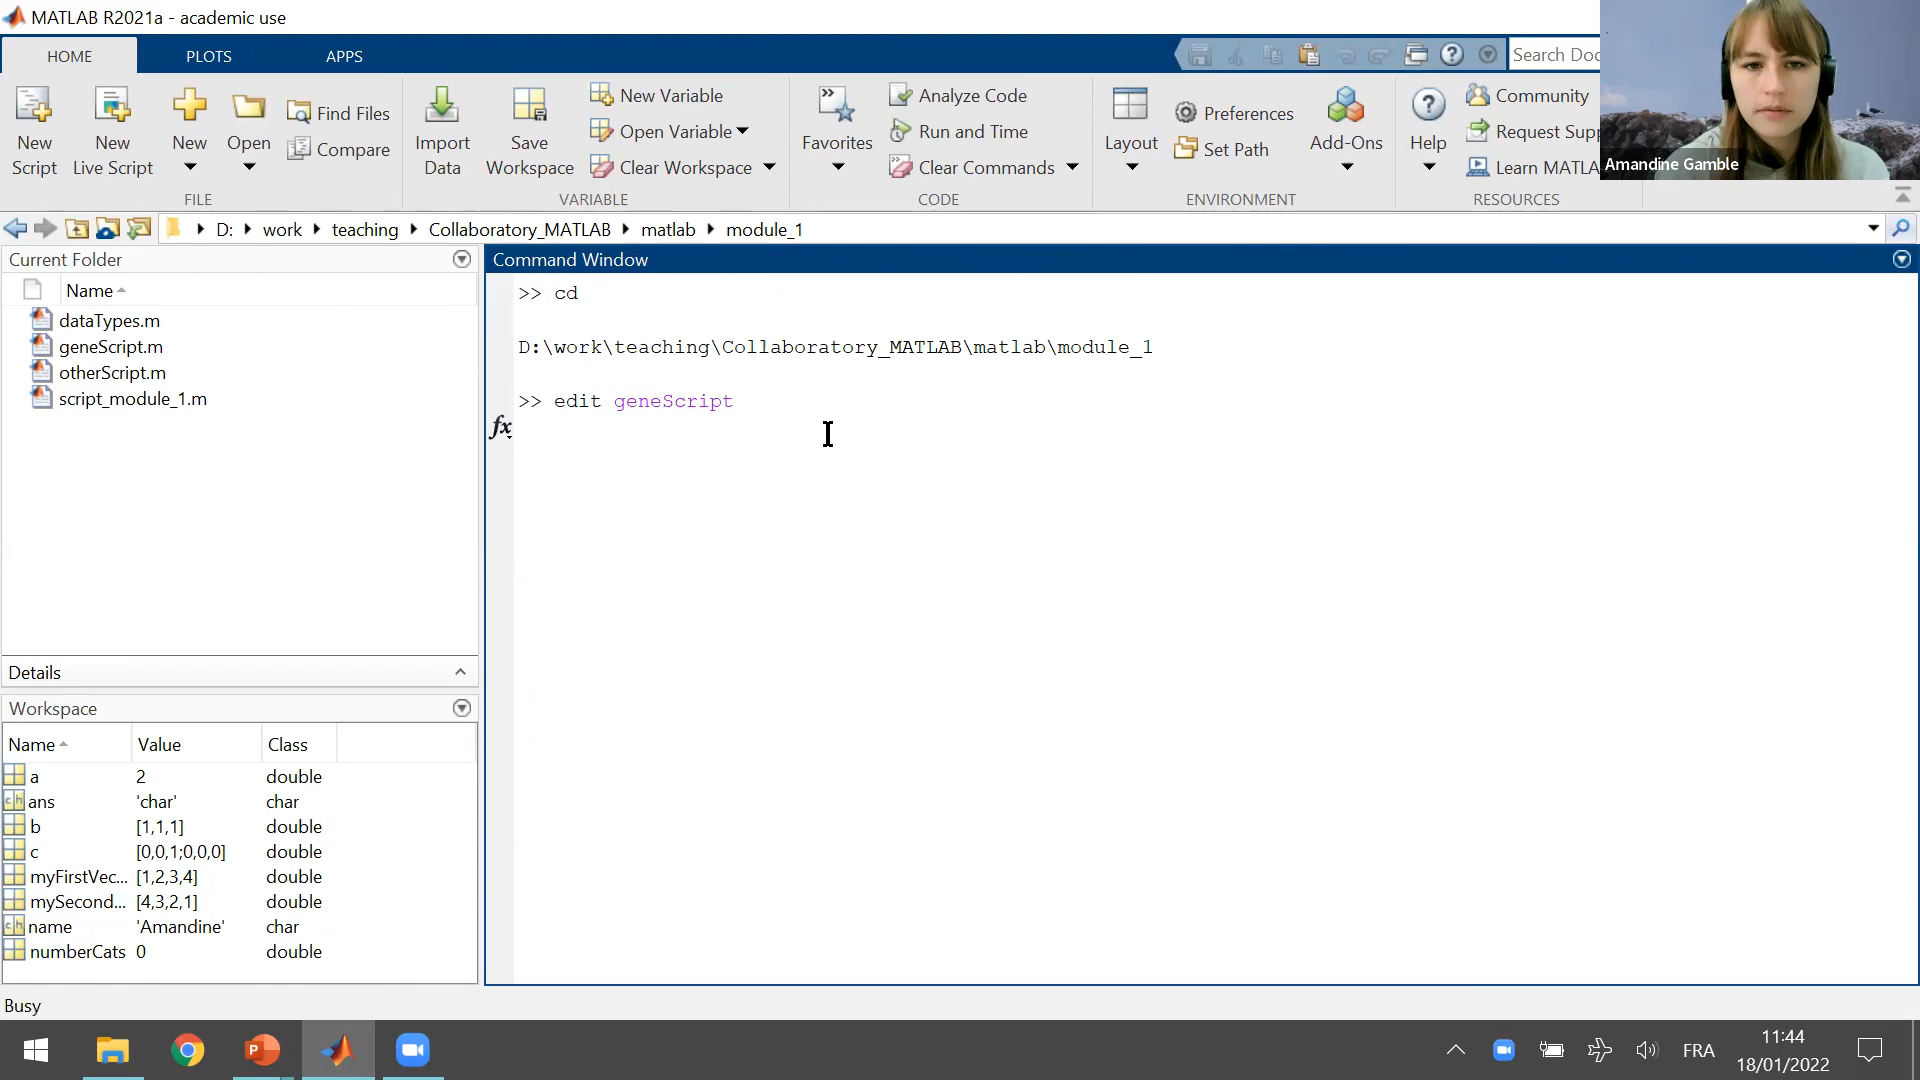 MATLAB R2021a - academic use
HOME PLOTS APPS
Search Doc
New Script
New Live Script
New
Open
Find Files
Compare
FILE
Import Data
Save Workspace
New Variable
Open Variable
Clear Workspace
VARIABLE
Favorites
Analyze Code
Run and Time
Clear Commands
CODE
Layout
Preferences
Set Path
Add-Ons
ENVIRONMENT
Help
Community
Request Supp
Learn MATLA
RESOURCES
Amandine Gamble
D: work teaching Collaboratory_MATLAB matlab module_1
Current Folder
Name
dataTypes.m
geneScript.m
otherScript.m
script_module_1.m
Details
Workspace
Name Value Class
a 2 double
ans 'char' char
b [1,1,1] double
c [0,0,1;0,0,0] double
myFirstVec... [1,2,3,4] double
mySecond... [4,3,2,1] double
name 'Amandine' char
numberCats 0 double
Command Window
>> cd
D:\work\teaching\Collaboratory_MATLAB\matlab\module_1
>> edit geneScript
fx
Busy
FRA
11:44
18/01/2022